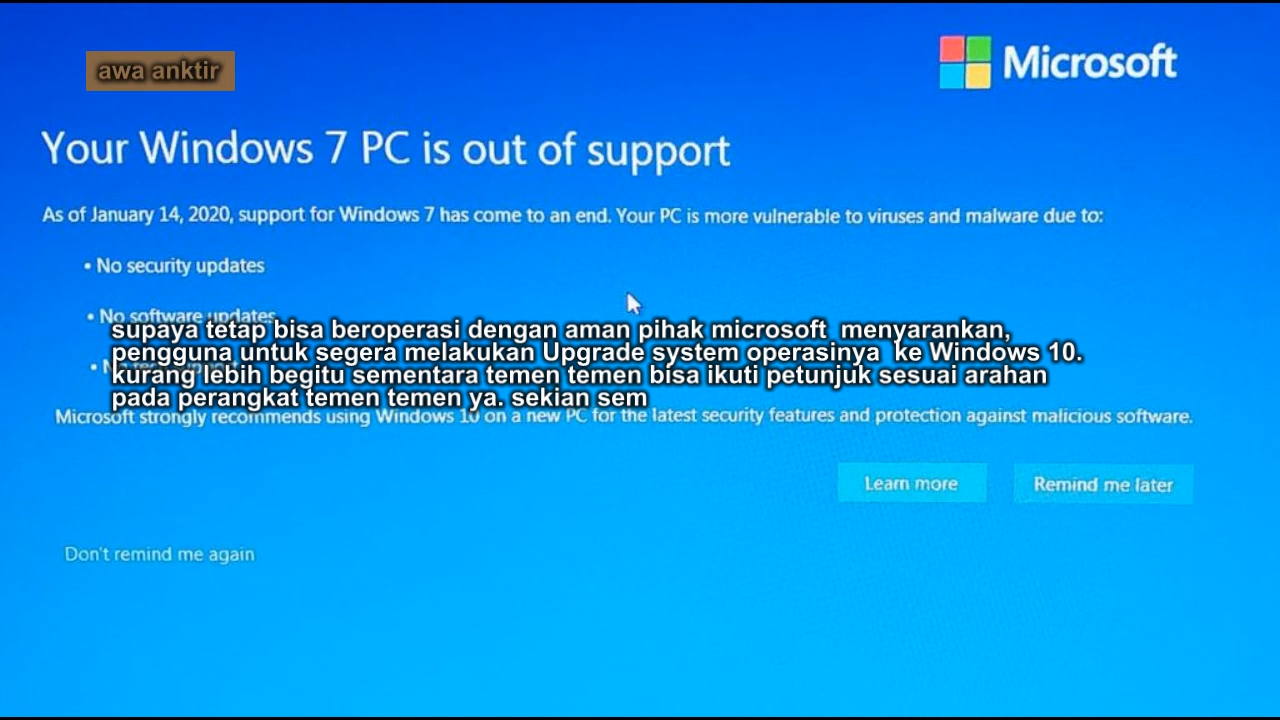 awa anktir
Microsoft
Your Windows 7 PC is out of support
As of January 14, 2020, support for Windows 7 has come to an end. Your PC is more vulnerable to viruses and malware due to:
• No security updates
• No software updates
supaya tetap bisa beroperasi dengan aman pihak microsoft menyarankan,
pengguna untuk segera melakukan Upgrade system operasinya ke Windows 10.
• No
kurang lebih begitu sementara temen temen bisa ikuti petunjuk sesuai arahan
pada perangkat temen temen ya. sekian sem
Microsoft strongly recommends using Windows 10 on a new PC for the latest security features and protection against malicious software.
Learn more
Remind me later
Don't remind me again